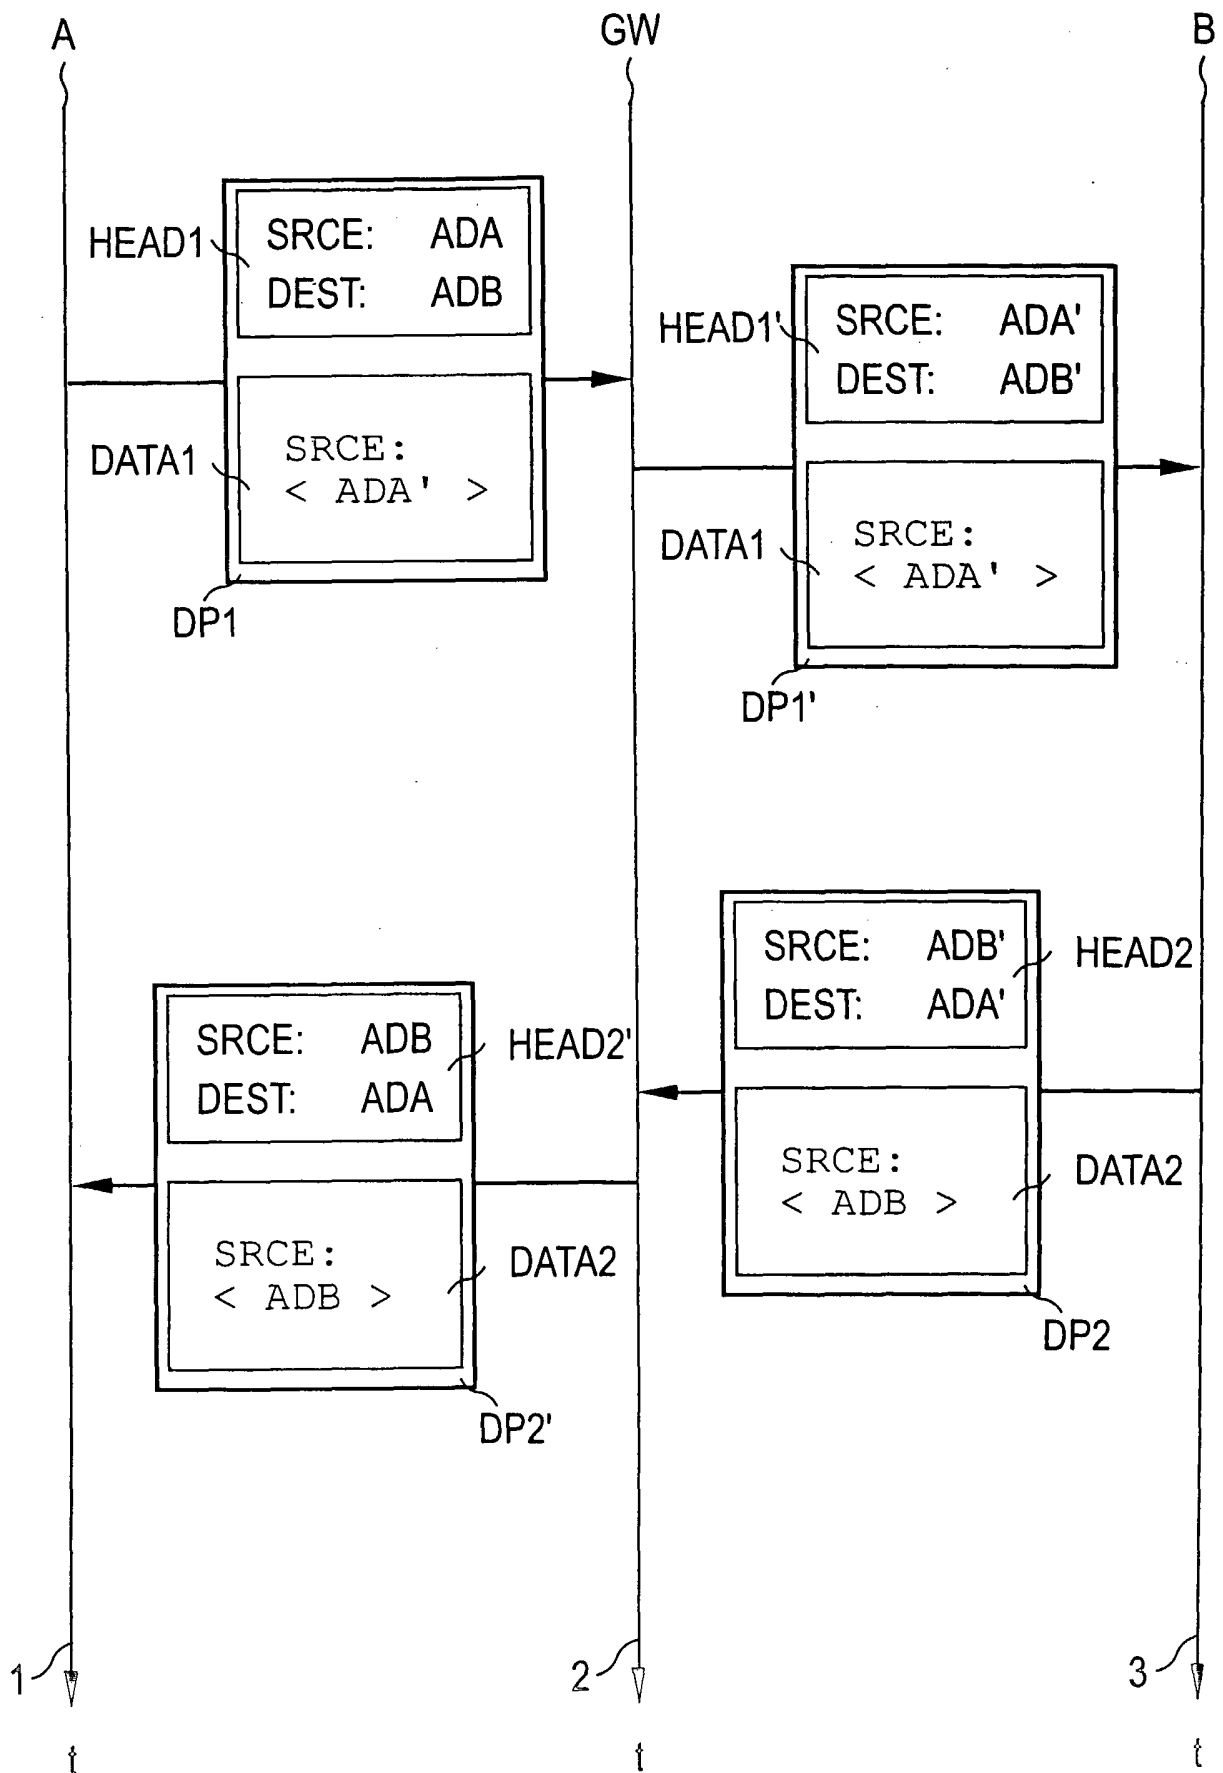 A GW B
HEAD1 SRCE: ADA
DEST: ADB
HEAD1' SRCE: ADA'
DEST: ADB'
DATA1 SRCE:
< ADA' >
DP1
DATA1 SRCE:
< ADA' >
DP1'
SRCE: ADB' HEAD2
DEST: ADA'
SRCE: ADB HEAD2'
DEST: ADA
SRCE: DATA2
< ADB >
DP2
SRCE: DATA2
< ADB >
DP2'
1 2 3
t t t